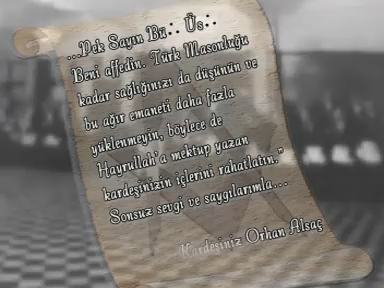 ...Pek Sayın Bü∴ Üs∴
Beni affedin. Türk Masonluğu
kadar sağlığınızı da düşünün ve
bu ağır emaneti daha fazla
yüklenmeyin, böylece de
Hayrullah'a mektup yazan
kardeşinizin içlerini rahatlatın."
Sonsuz sevgi ve saygılarımla...
Kardeşiniz Orhan Alsaç